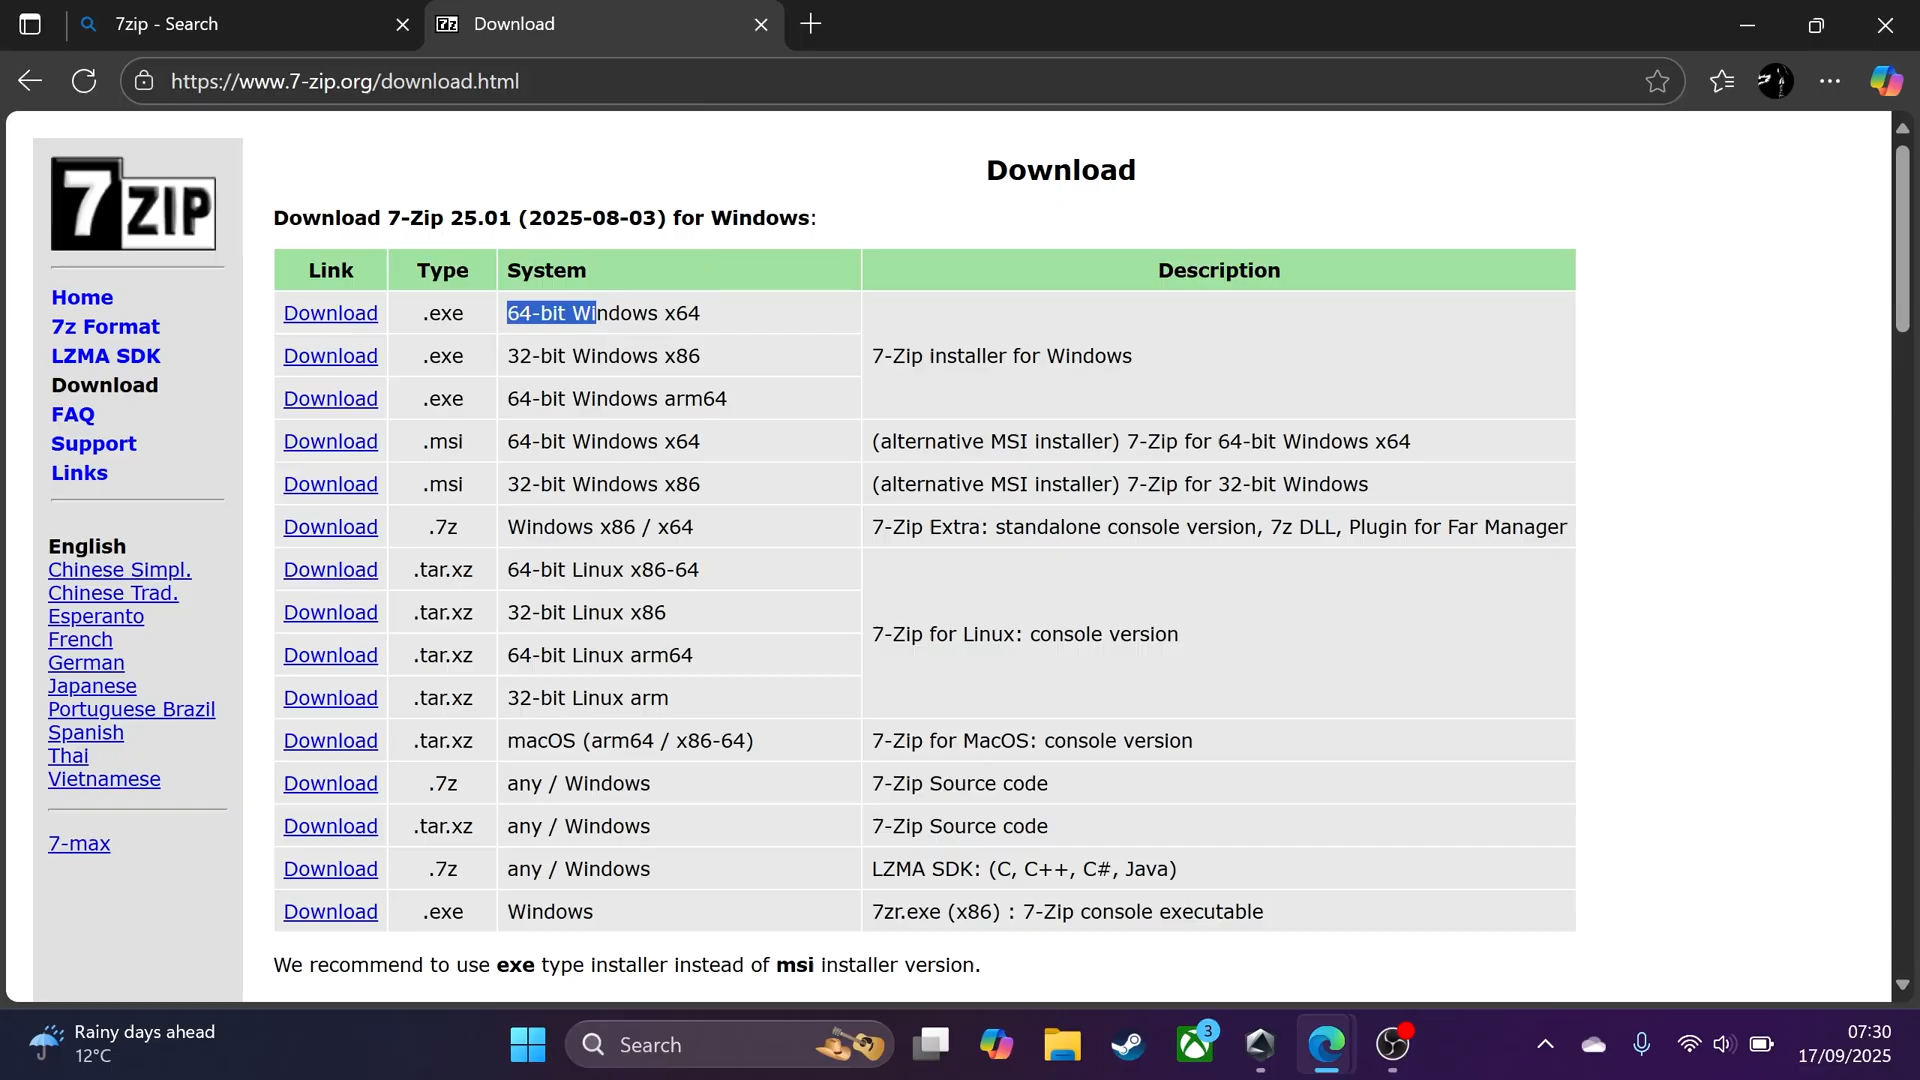 7zip - Search
Download
https://www.7-zip.org/download.html
7ZIP
Home
7z Format
LZMA SDK
Download
FAQ
Support
Links
English
Chinese Simpl.
Chinese Trad.
Esperanto
French
German
Japanese
Portuguese Brazil
Spanish
Thai
Vietnamese
7-max
Download
Download 7-Zip 25.01 (2025-08-03) for Windows:
Link Type System Description
Download .exe 64-bit Windows x64
Download .exe 32-bit Windows x86 7-Zip installer for Windows
Download .exe 64-bit Windows arm64
Download .msi 64-bit Windows x64 (alternative MSI installer) 7-Zip for 64-bit Windows x64
Download .msi 32-bit Windows x86 (alternative MSI installer) 7-Zip for 32-bit Windows
Download .7z Windows x86 / x64 7-Zip Extra: standalone console version, 7z DLL, Plugin for Far Manager
Download .tar.xz 64-bit Linux x86-64
Download .tar.xz 32-bit Linux x86
7-Zip for Linux: console version
Download .tar.xz 64-bit Linux arm64
Download .tar.xz 32-bit Linux arm
Download .tar.xz macOS (arm64 / x86-64) 7-Zip for MacOS: console version
Download .7z any / Windows 7-Zip Source code
Download .tar.xz any / Windows 7-Zip Source code
Download .7z any / Windows LZMA SDK: (C, C++, C#, Java)
Download .exe Windows 7zr.exe (x86) : 7-Zip console executable
We recommend to use exe type installer instead of msi installer version.
Rainy days ahead
12°C
Search
3
07:30
17/09/2025